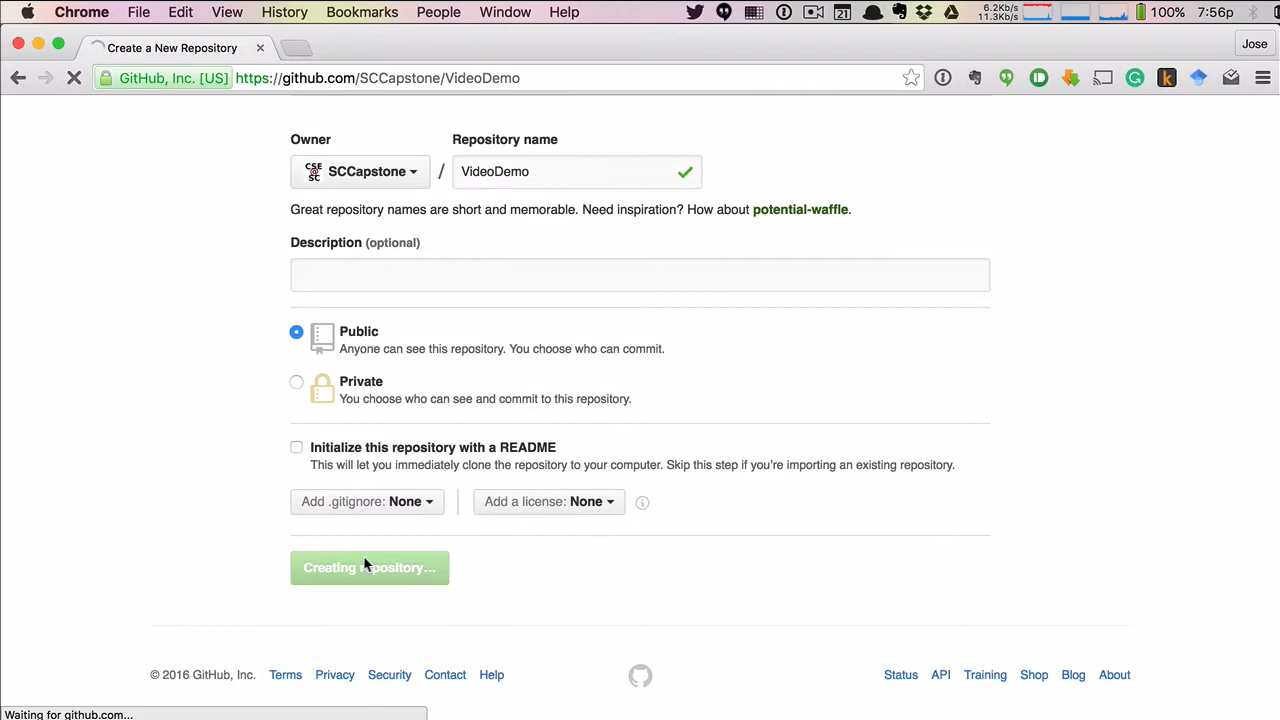 Chrome File Edit View History Bookmarks People Window Help 21 6.2Kb/s 11.3Kb/s 100% 7:56p
Create a New Repository Jose
GitHub, Inc. [US] https://github.com/SCCapstone/VideoDemo
Owner Repository name
CSE @ SC SCCapstone / VideoDemo
Great repository names are short and memorable. Need inspiration? How about potential-waffle.
Description (optional)
Public
Anyone can see this repository. You choose who can commit.
Private
You choose who can see and commit to this repository.
Initialize this repository with a README
This will let you immediately clone the repository to your computer. Skip this step if you're importing an existing repository.
Add .gitignore: None Add a license: None
Creating repository...
© 2016 GitHub, Inc. Terms Privacy Security Contact Help Status API Training Shop Blog About
Waiting for github.com...